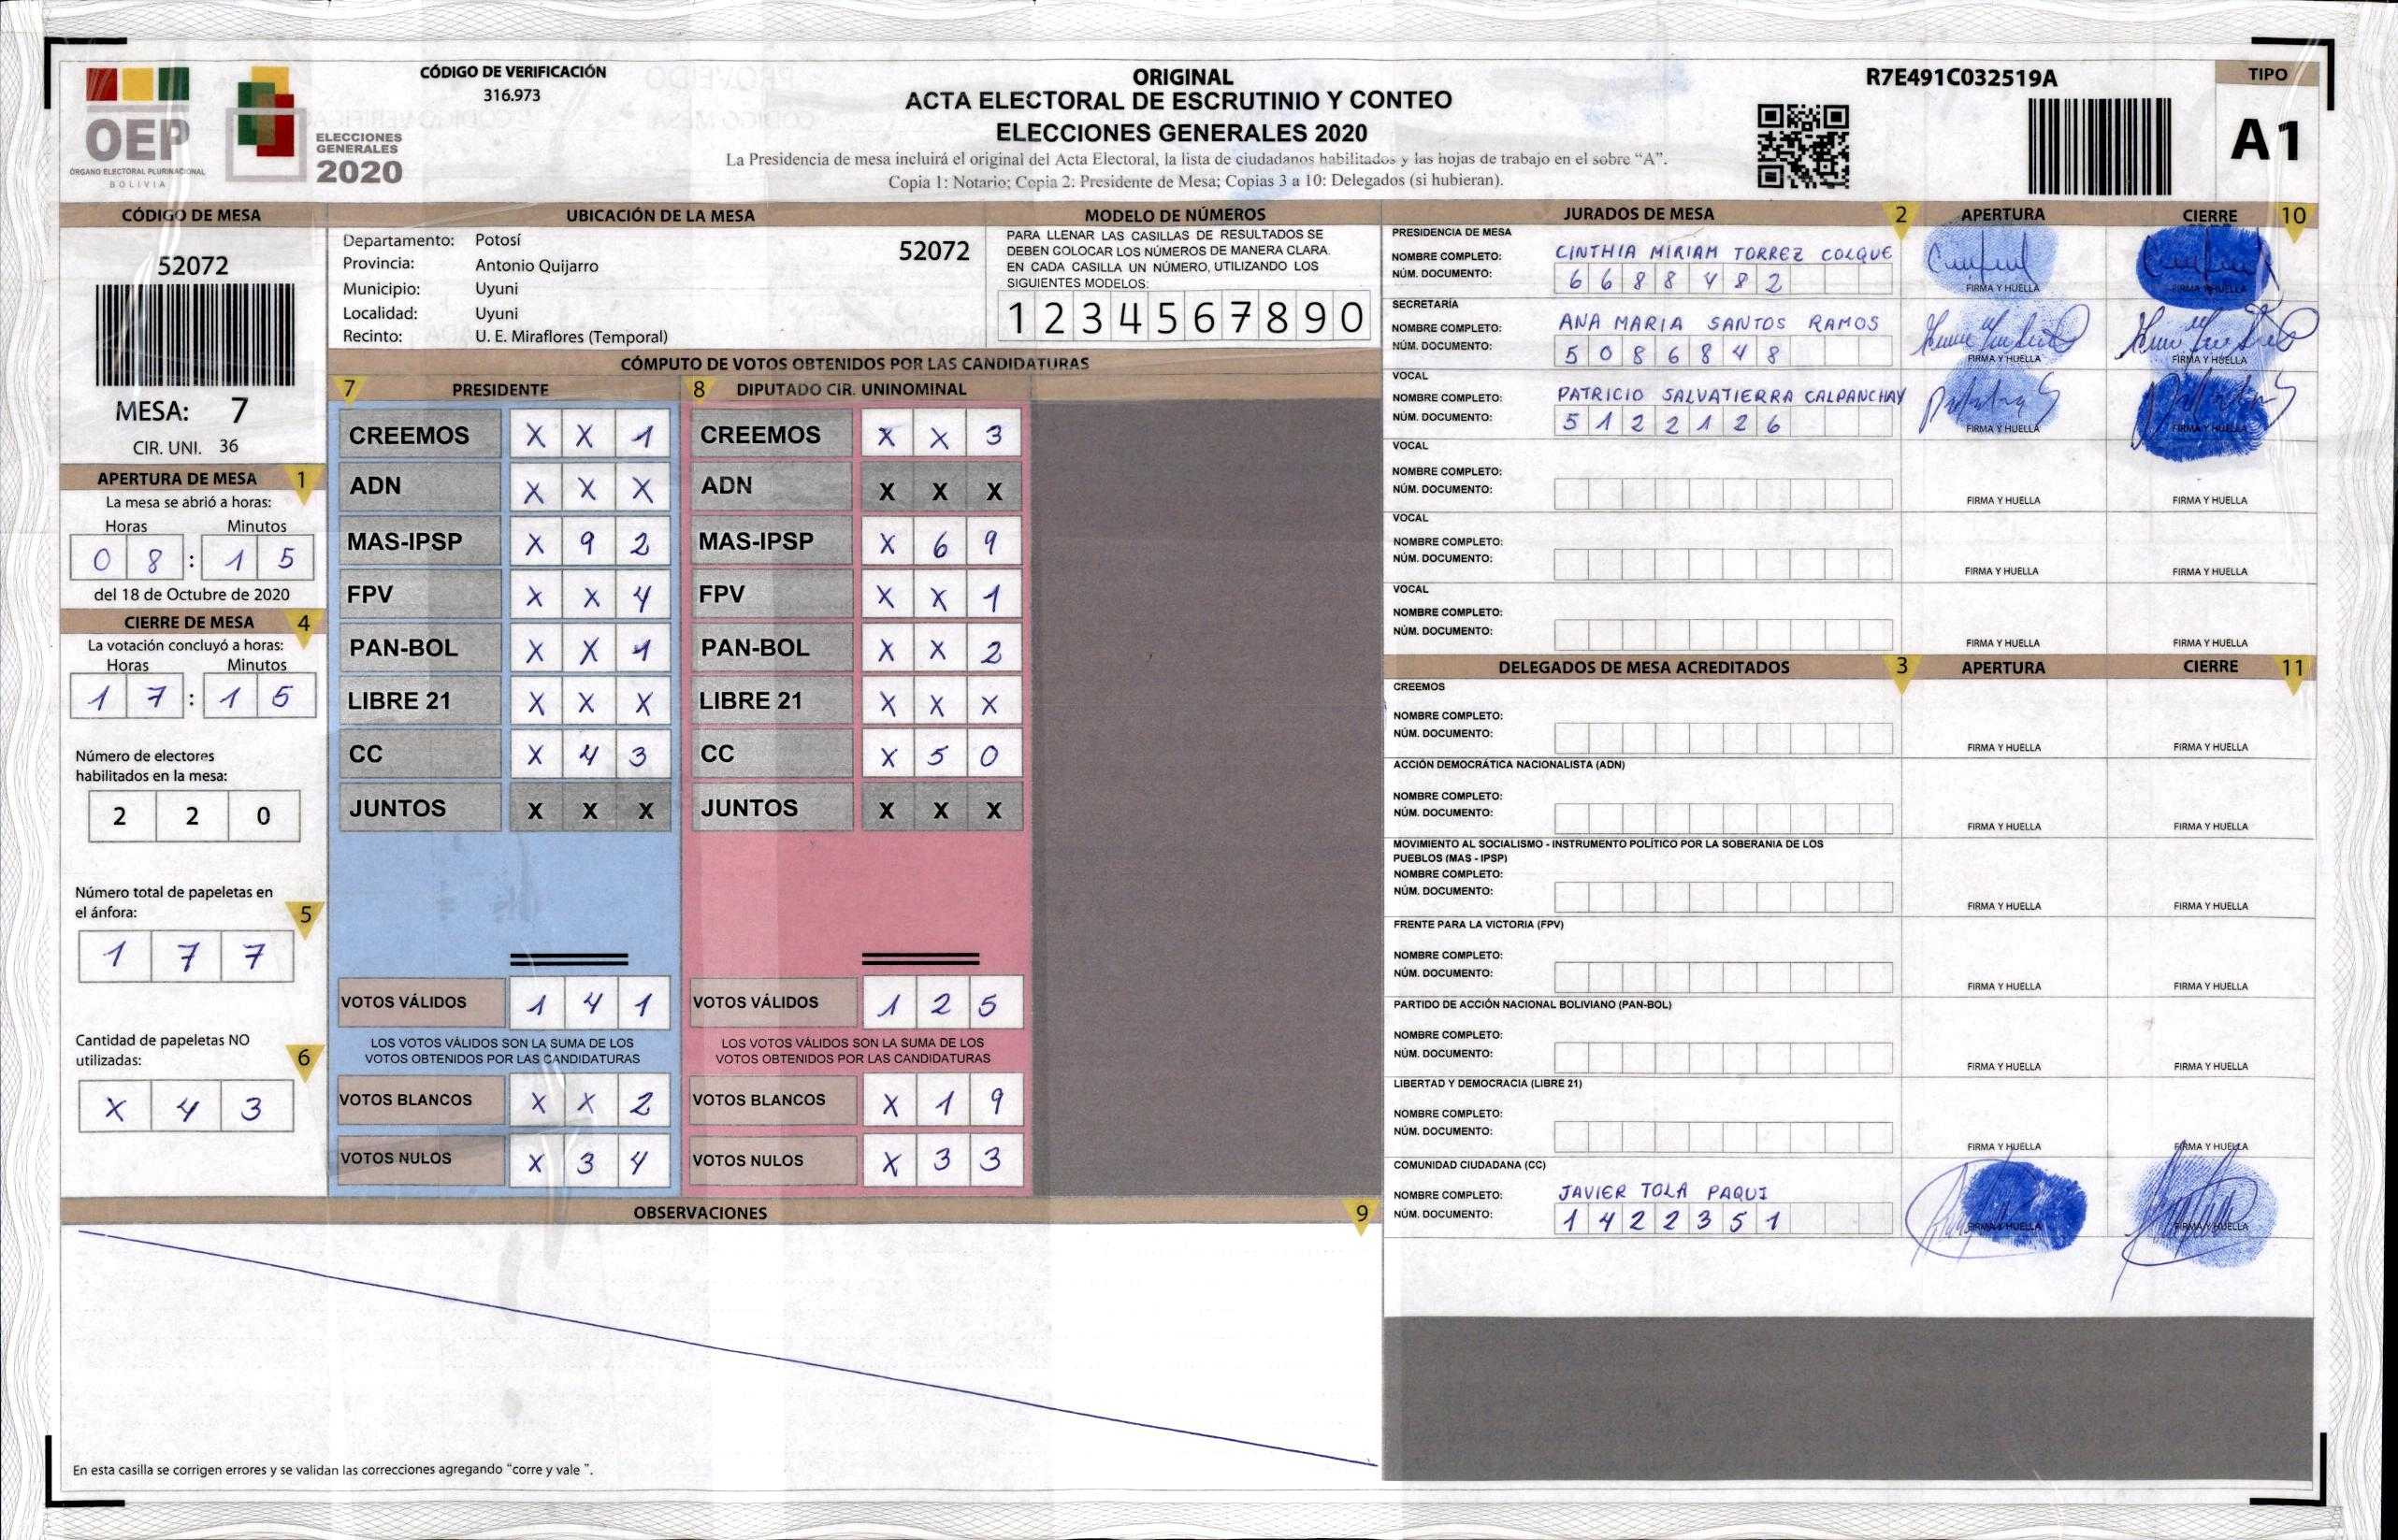 OEP
ÓRGANO ELECTORAL PLURINACIONAL
BOLIVIA
ELECCIONES
GENERALES
2020
CÓDIGO DE VERIFICACIÓN
316.973
ORIGINAL
ACTA ELECTORAL DE ESCRUTINIO Y CONTEO
ELECCIONES GENERALES 2020
La Presidencia de mesa incluirá el original del Acta Electoral, la lista de ciudadanos habilitados y las hojas de trabajo en el sobre “A”.
Copia 1: Notario; Copia 2: Presidente de Mesa; Copias 3 a 10: Delegados (si hubieran).
R7E491C032519A
TIPO
A1
CÓDIGO DE MESA
52072
MESA: 7
CIR. UNI. 36
APERTURA DE MESA 1
La mesa se abrió a horas:
Horas Minutos
0 8 : 1 5
del 18 de Octubre de 2020
CIERRE DE MESA 4
La votación concluyó a horas:
Horas Minutos
1 7 : 1 5
Número de electores
habilitados en la mesa:
2 2 0
Número total de papeletas en
el ánfora: 5
1 7 7
Cantidad de papeletas NO
utilizadas: 6
X 4 3
UBICACIÓN DE LA MESA
Departamento: Potosí 52072
Provincia: Antonio Quijarro
Municipio: Uyuni
Localidad: Uyuni
Recinto: U. E. Miraflores (Temporal)
MODELO DE NÚMEROS
PARA LLENAR LAS CASILLAS DE RESULTADOS SE
DEBEN COLOCAR LOS NÚMEROS DE MANERA CLARA.
EN CADA CASILLA UN NÚMERO, UTILIZANDO LOS
SIGUIENTES MODELOS:
1 2 3 4 5 6 7 8 9 0
CÓMPUTO DE VOTOS OBTENIDOS POR LAS CANDIDATURAS
7 PRESIDENTE
CREEMOS X X 1
ADN X X X
MAS-IPSP X 9 2
FPV X X 4
PAN-BOL X X 1
LIBRE 21 X X X
CC X 4 3
JUNTOS X X X
VOTOS VÁLIDOS 1 4 1
LOS VOTOS VÁLIDOS SON LA SUMA DE LOS
VOTOS OBTENIDOS POR LAS CANDIDATURAS
VOTOS BLANCOS X X 2
VOTOS NULOS X 3 4
8 DIPUTADO CIR. UNINOMINAL
CREEMOS X X 3
ADN X X X
MAS-IPSP X 6 9
FPV X X 1
PAN-BOL X X 2
LIBRE 21 X X X
CC X 5 0
JUNTOS X X X
VOTOS VÁLIDOS 1 2 5
LOS VOTOS VÁLIDOS SON LA SUMA DE LOS
VOTOS OBTENIDOS POR LAS CANDIDATURAS
VOTOS BLANCOS X 1 9
VOTOS NULOS X 3 3
OBSERVACIONES 9
En esta casilla se corrigen errores y se validan las correcciones agregando “corre y vale ”.
JURADOS DE MESA 2 APERTURA CIERRE 10
PRESIDENCIA DE MESA
NOMBRE COMPLETO: CINTHIA MIRIAM TORREZ COLQUE
NÚM. DOCUMENTO: 6 6 8 8 4 8 2
FIRMA Y HUELLA FIRMA Y HUELLA
SECRETARÍA
NOMBRE COMPLETO: ANA MARIA SANTOS RAMOS
NÚM. DOCUMENTO: 5 0 8 6 8 4 8
FIRMA Y HUELLA FIRMA Y HUELLA
VOCAL
NOMBRE COMPLETO: PATRICIO SALVATIERRA CALPANCHAY
NÚM. DOCUMENTO: 5 1 2 2 1 2 6
FIRMA Y HUELLA FIRMA Y HUELLA
VOCAL
NOMBRE COMPLETO:
NÚM. DOCUMENTO:
FIRMA Y HUELLA FIRMA Y HUELLA
VOCAL
NOMBRE COMPLETO:
NÚM. DOCUMENTO:
FIRMA Y HUELLA FIRMA Y HUELLA
VOCAL
NOMBRE COMPLETO:
NÚM. DOCUMENTO:
FIRMA Y HUELLA FIRMA Y HUELLA
DELEGADOS DE MESA ACREDITADOS 3 APERTURA CIERRE 11
CREEMOS
NOMBRE COMPLETO:
NÚM. DOCUMENTO:
FIRMA Y HUELLA FIRMA Y HUELLA
ACCIÓN DEMOCRÁTICA NACIONALISTA (ADN)
NOMBRE COMPLETO:
NÚM. DOCUMENTO:
FIRMA Y HUELLA FIRMA Y HUELLA
MOVIMIENTO AL SOCIALISMO - INSTRUMENTO POLÍTICO POR LA SOBERANIA DE LOS
PUEBLOS (MAS - IPSP)
NOMBRE COMPLETO:
NÚM. DOCUMENTO:
FIRMA Y HUELLA FIRMA Y HUELLA
FRENTE PARA LA VICTORIA (FPV)
NOMBRE COMPLETO:
NÚM. DOCUMENTO:
FIRMA Y HUELLA FIRMA Y HUELLA
PARTIDO DE ACCIÓN NACIONAL BOLIVIANO (PAN-BOL)
NOMBRE COMPLETO:
NÚM. DOCUMENTO:
FIRMA Y HUELLA FIRMA Y HUELLA
LIBERTAD Y DEMOCRACIA (LIBRE 21)
NOMBRE COMPLETO:
NÚM. DOCUMENTO:
FIRMA Y HUELLA FIRMA Y HUELLA
COMUNIDAD CIUDADANA (CC)
NOMBRE COMPLETO: JAVIER TOLA PAQUI
NÚM. DOCUMENTO: 1 4 2 2 3 5 1
FIRMA Y HUELLA FIRMA Y HUELLA